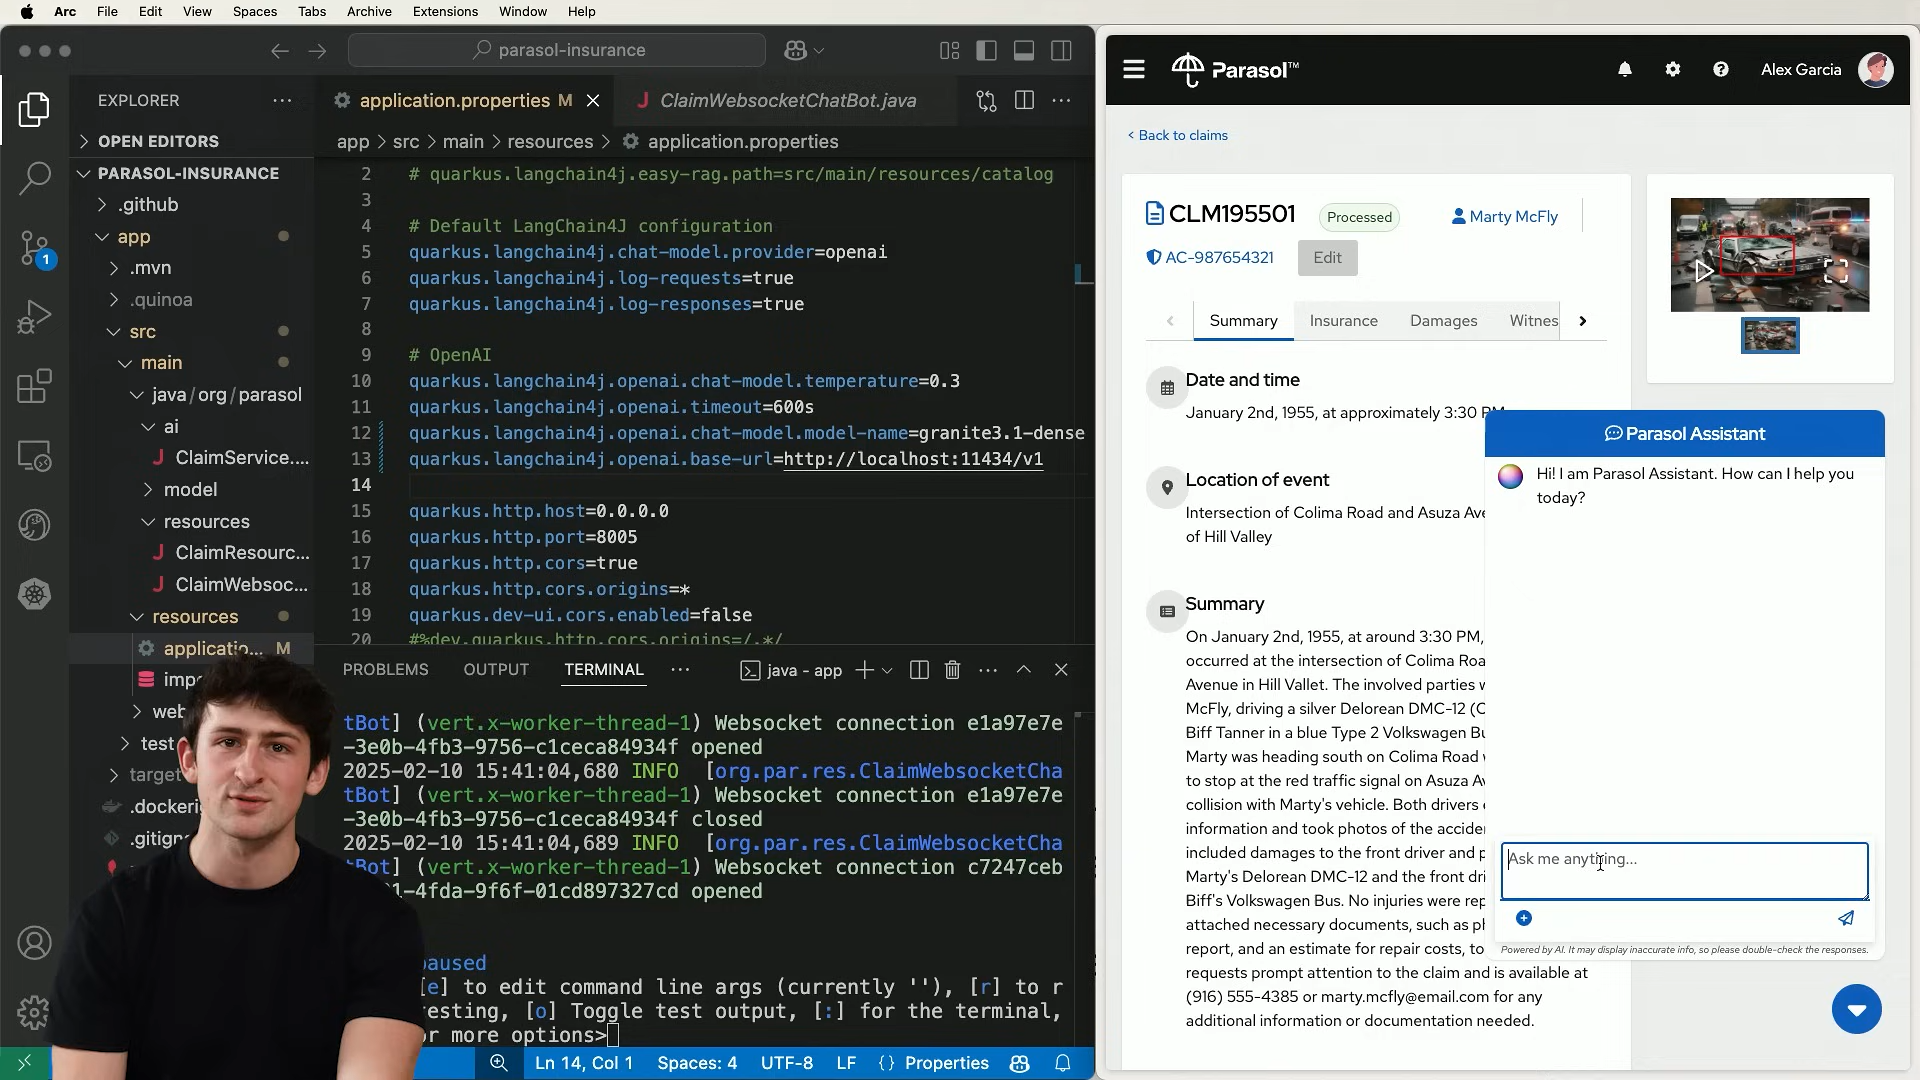 Arc File Edit View Spaces Tabs Archive Extensions Window Help
parasol-insurance
EXPLORER
OPEN EDITORS
PARASOL-INSURANCE
.github
app
.mvn
.quinoa
src
main
java/org/parasol
ai
ClaimService....
model
resources
ClaimResourc...
ClaimWebsoc...
resources
applicatio... M
test
target
1
application.properties M
ClaimWebsocketChatBot.java
app > src > main > resources > application.properties
2 # quarkus.langchain4j.easy-rag.path=src/main/resources/catalog
3
4 # Default LangChain4J configuration
5 quarkus.langchain4j.chat-model.provider=openai
6 quarkus.langchain4j.log-requests=true
7 quarkus.langchain4j.log-responses=true
8
9 # OpenAI
10 quarkus.langchain4j.openai.chat-model.temperature=0.3
11 quarkus.langchain4j.openai.timeout=600s
12 quarkus.langchain4j.openai.chat-model.model-name=granite3.1-dense
13 quarkus.langchain4j.openai.base-url=http://localhost:11434/v1
14
15 quarkus.http.host=0.0.0.0
16 quarkus.http.port=8005
17 quarkus.http.cors=true
18 quarkus.http.cors.origins=*
19 quarkus.dev-ui.cors.enabled=false
20 #%dev.quarkus.http.cors.origins=/.*/
PROBLEMS OUTPUT TERMINAL java - app
tBot] (vert.x-worker-thread-1) Websocket connection e1a97e7e
-3e0b-4fb3-9756-c1ceca84934f opened
2025-02-10 15:41:04,680 INFO [org.par.res.ClaimWebsocketCha
tBot] (vert.x-worker-thread-1) Websocket connection e1a97e7e
-3e0b-4fb3-9756-c1ceca84934f closed
2025-02-10 15:41:04,689 INFO [org.par.res.ClaimWebsocketCha
tBot] (vert.x-worker-thread-1) Websocket connection c7247ceb
1-4fda-9f6f-01cd897327cd opened
paused
[e] to edit command line args (currently ''), [r] to r
esting, [o] Toggle test output, [:] for the terminal,
or more options>
Ln 14, Col 1 Spaces: 4 UTF-8 LF {} Properties
Parasol™
Alex Garcia
< Back to claims
CLM195501 Processed Marty McFly
AC-987654321 Edit
Summary Insurance Damages Witnes
Date and time
January 2nd, 1955, at approximately 3:30 PM
Location of event
Intersection of Colima Road and Asuza Ave
of Hill Valley
Summary
On January 2nd, 1955, at around 3:30 PM,
occurred at the intersection of Colima Roa
Avenue in Hill Vallet. The involved parties w
McFly, driving a silver Delorean DMC-12 (C
Biff Tanner in a blue Type 2 Volkswagen Bu
Marty was heading south on Colima Road
to stop at the red traffic signal on Asuza Av
collision with Marty's vehicle. Both drivers
information and took photos of the accide
included damages to the front driver and p
Marty's Delorean DMC-12 and the front dri
Biff's Volkswagen Bus. No injuries were rep
attached necessary documents, such as ph
report, and an estimate for repair costs, to
requests prompt attention to the claim and is available at
(916) 555-4385 or marty.mcfly@email.com for any
additional information or documentation needed.
Parasol Assistant
Hi! I am Parasol Assistant. How can I help you
today?
Ask me anything...
Powered by AI. It may display inaccurate info, so please double-check the responses.